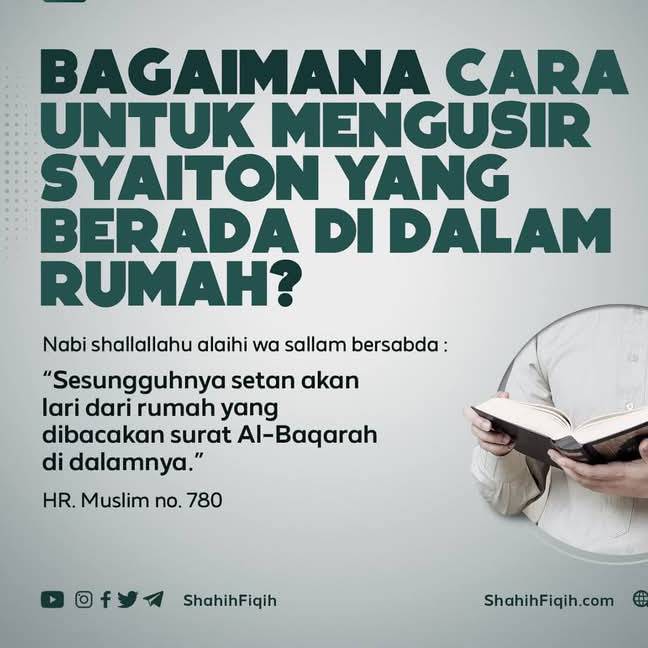 BAGAIMANA CARA
UNTUK MENGUSIR
SYAITON YANG
BERADA DI DALAM
RUMAH?
Nabi shallallahu alaihi wa sallam bersabda :
“Sesungguhnya setan akan
lari dari rumah yang
dibacakan surat Al-Baqarah
di dalamnya.”
HR. Muslim no. 780
ShahihFiqih
ShahihFiqih.com